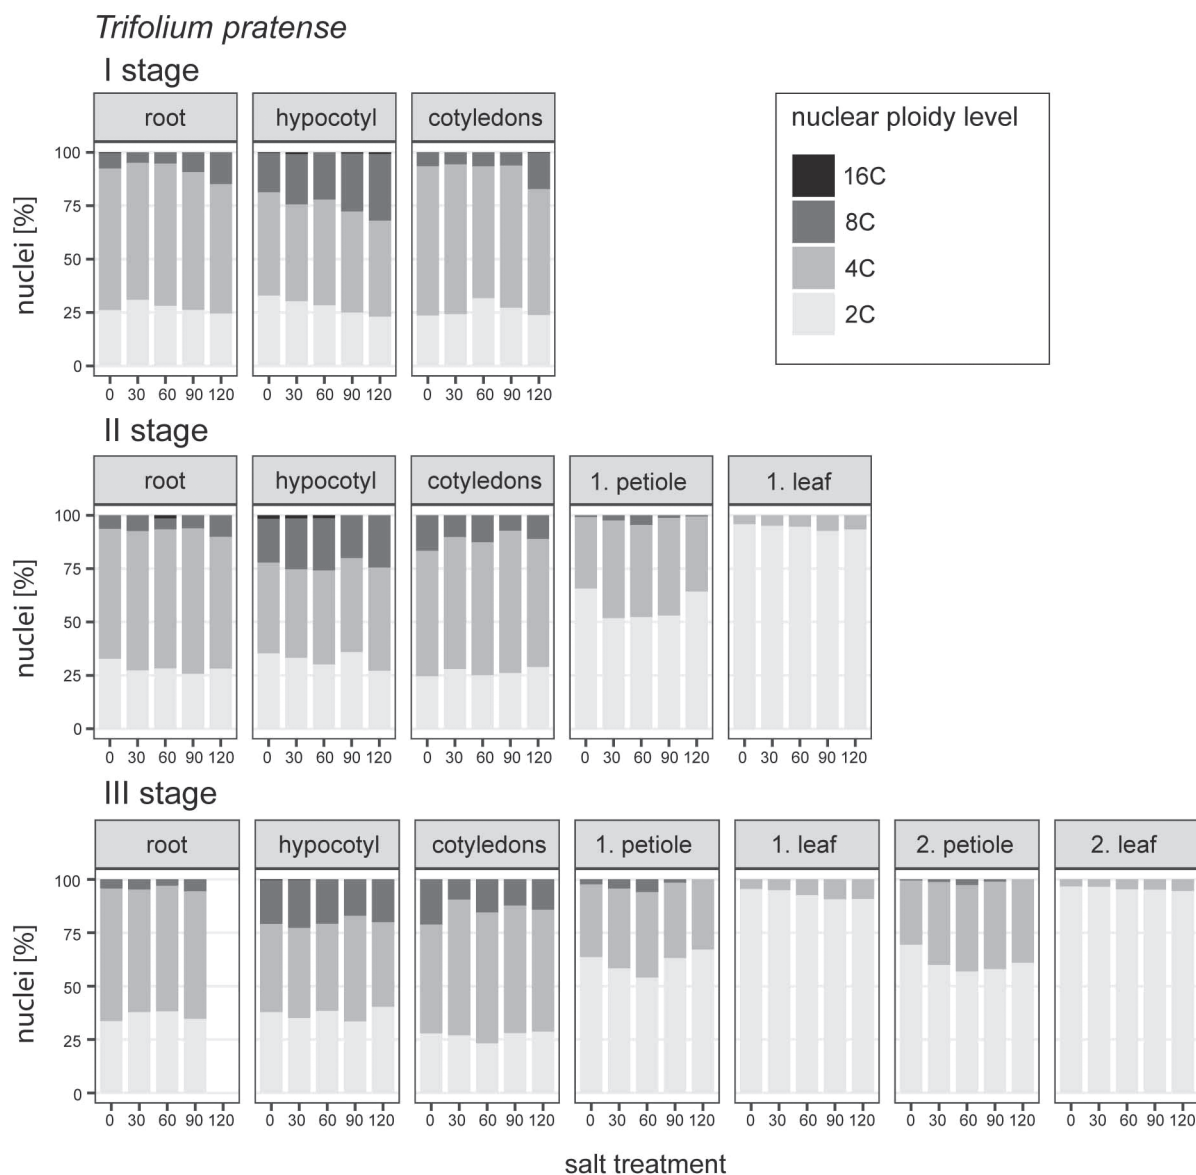 Trifolium pratense
I stage
root hypocotyl cotyledons
nuclear ploidy level
16C
8C
4C
2C
nuclei [%]
100
75
50
25
0
0 30 60 90 120 0 30 60 90 120 0 30 60 90 120
II stage
root hypocotyl cotyledons 1. petiole 1. leaf
nuclei [%]
100
75
50
25
0
0 30 60 90 120 0 30 60 90 120 0 30 60 90 120 0 30 60 90 120 0 30 60 90 120
III stage
root hypocotyl cotyledons 1. petiole 1. leaf 2. petiole 2. leaf
nuclei [%]
100
75
50
25
0
0 30 60 90 120 0 30 60 90 120 0 30 60 90 120 0 30 60 90 120 0 30 60 90 120 0 30 60 90 120 0 30 60 90 120
salt treatment